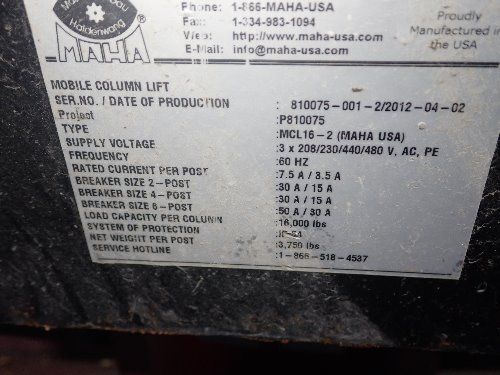 Phone: 1-866-MAHA-USA
Fax: 1-334-983-1094
Web: http://www.maha-usa.com
E-Mail: info@maha-usa.com
Haldenwang
MAHA
Proudly
Manufactured in
the USA
MOBILE COLUMN LIFT
SER.NO. / DATE OF PRODUCTION : 810075-001-2/2012-04-02
Project :P810075
TYPE :MCL16-2 (MAHA USA)
SUPPLY VOLTAGE :3 x 208/230/440/480 V, AC, PE
FREQUENCY :60 HZ
RATED CURRENT PER POST :7.5 A / 3.5 A
BREAKER SIZE 2-POST :30 A / 15 A
BREAKER SIZE 4-POST :30 A / 15 A
BREAKER SIZE 6-POST :50 A / 30 A
LOAD CAPACITY PER COLUMN :16,000 lbs
SYSTEM OF PROTECTION
NET WEIGHT PER POST :3,750 lbs
SERVICE HOTLINE :1-866-518-4537